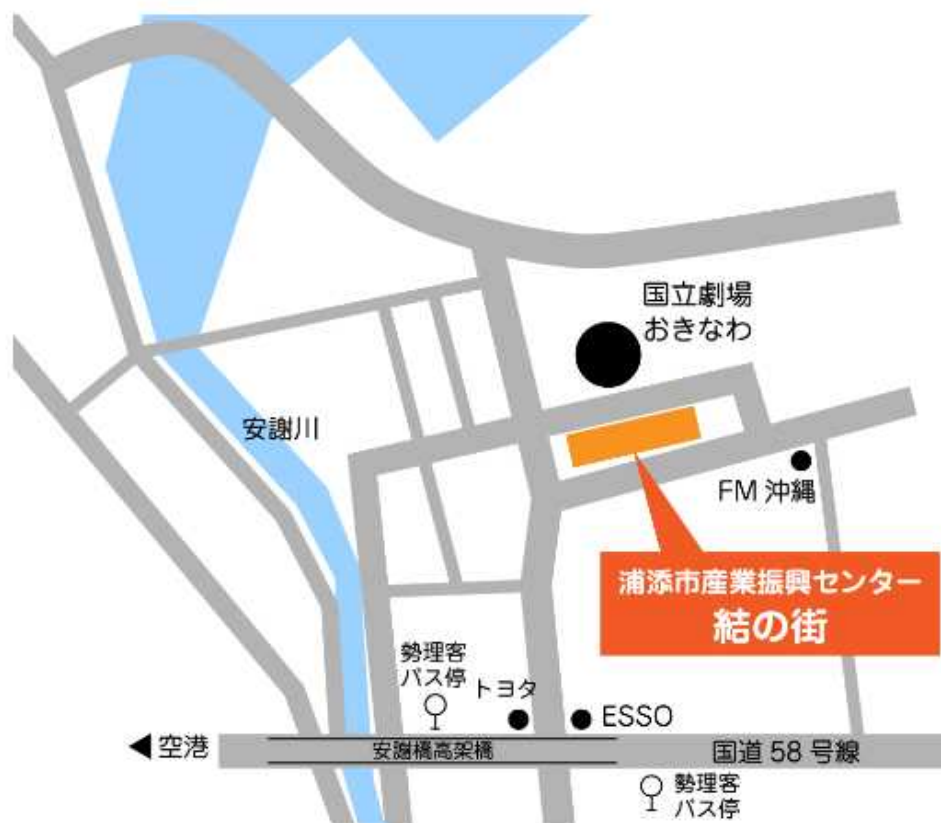 国立劇場
おきなわ
安謝川
FM 沖縄
浦添市産業振興センター
結の街
勢理客
バス停
トヨタ
ESSO
◀空港
安謝橋高架橋
国道 58 号線
勢理客
バス停